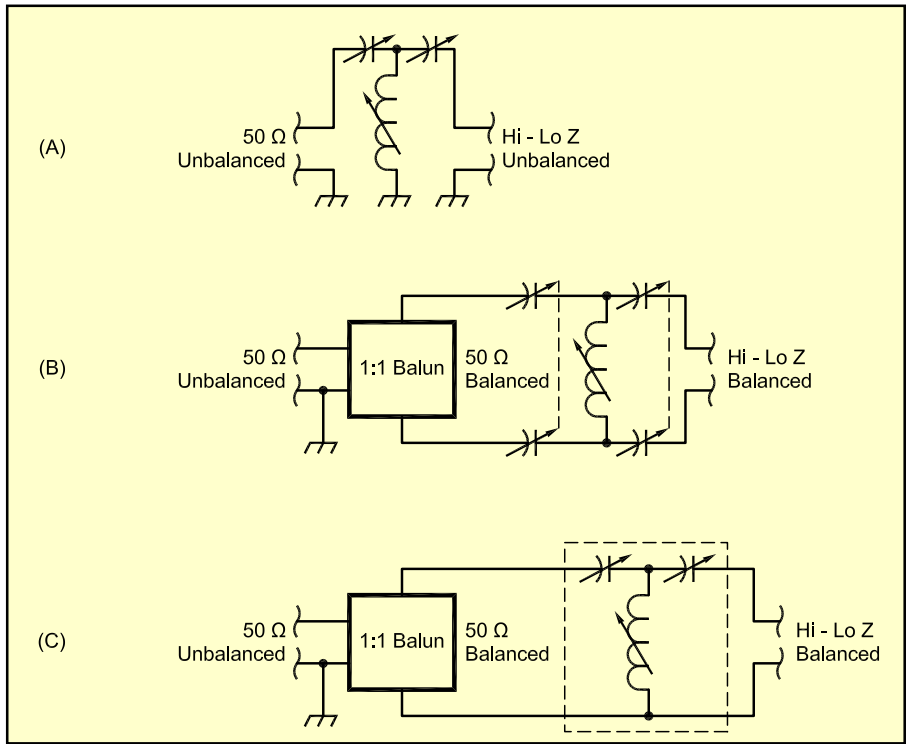 (A)
50 Ω
Unbalanced
Hi - Lo Z
Unbalanced
(B)
50 Ω
Unbalanced
1:1 Balun
50 Ω
Balanced
Hi - Lo Z
Balanced
(C)
50 Ω
Unbalanced
1:1 Balun
50 Ω
Balanced
Hi - Lo Z
Balanced